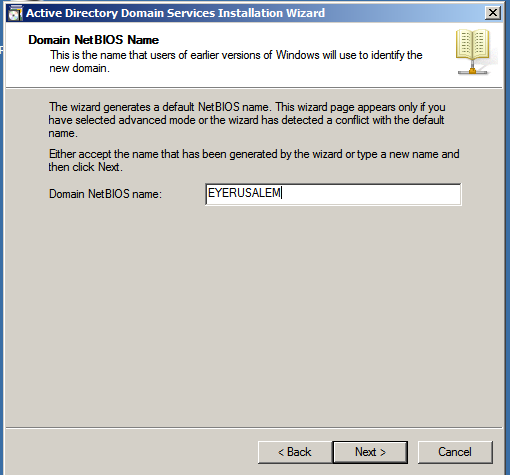 Active Directory Domain Services Installation Wizard
Domain NetBIOS Name
This is the name that users of earlier versions of Windows will use to identify the
new domain.
The wizard generates a default NetBIOS name. This wizard page appears only if you
have selected advanced mode or the wizard has detected a conflict with the default
name.
Either accept the name that has been generated by the wizard or type a new name and
then click Next.
Domain NetBIOS name: EYERUSALEM
< Back Next > Cancel